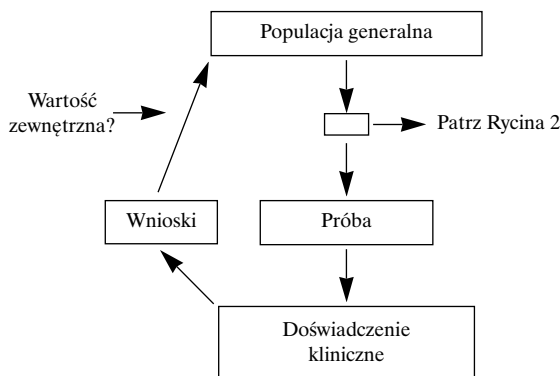 Populacja generalna
Wartość
zewnętrzna?
Patrz Rycina 2
Wnioski
Próba
Doświadczenie
kliniczne